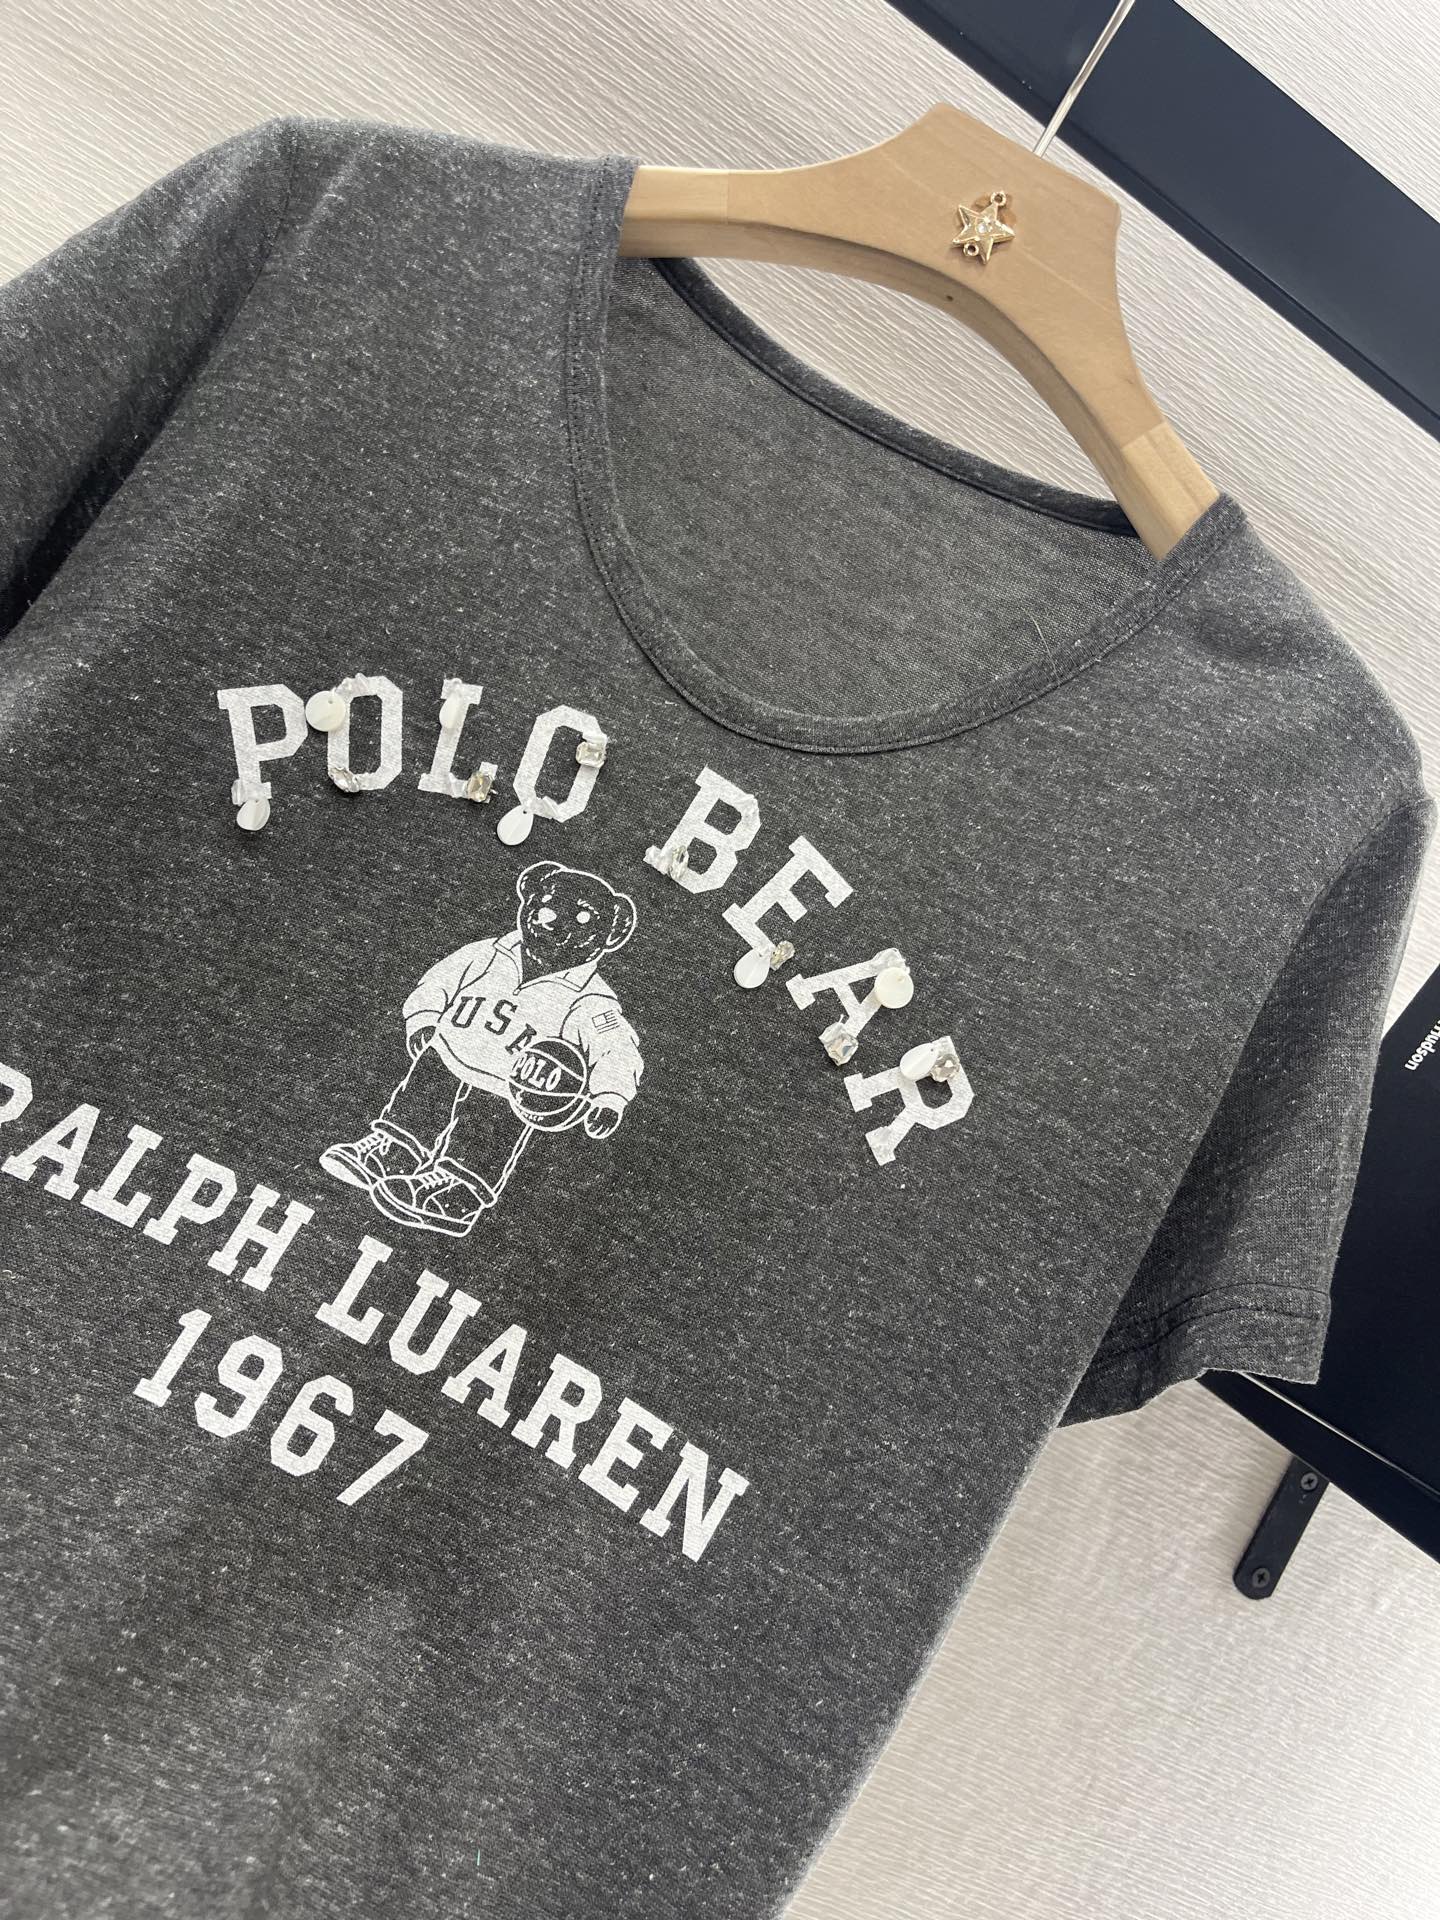 POLO BEAR
USA
POLO
RALPH LUAREN
1967